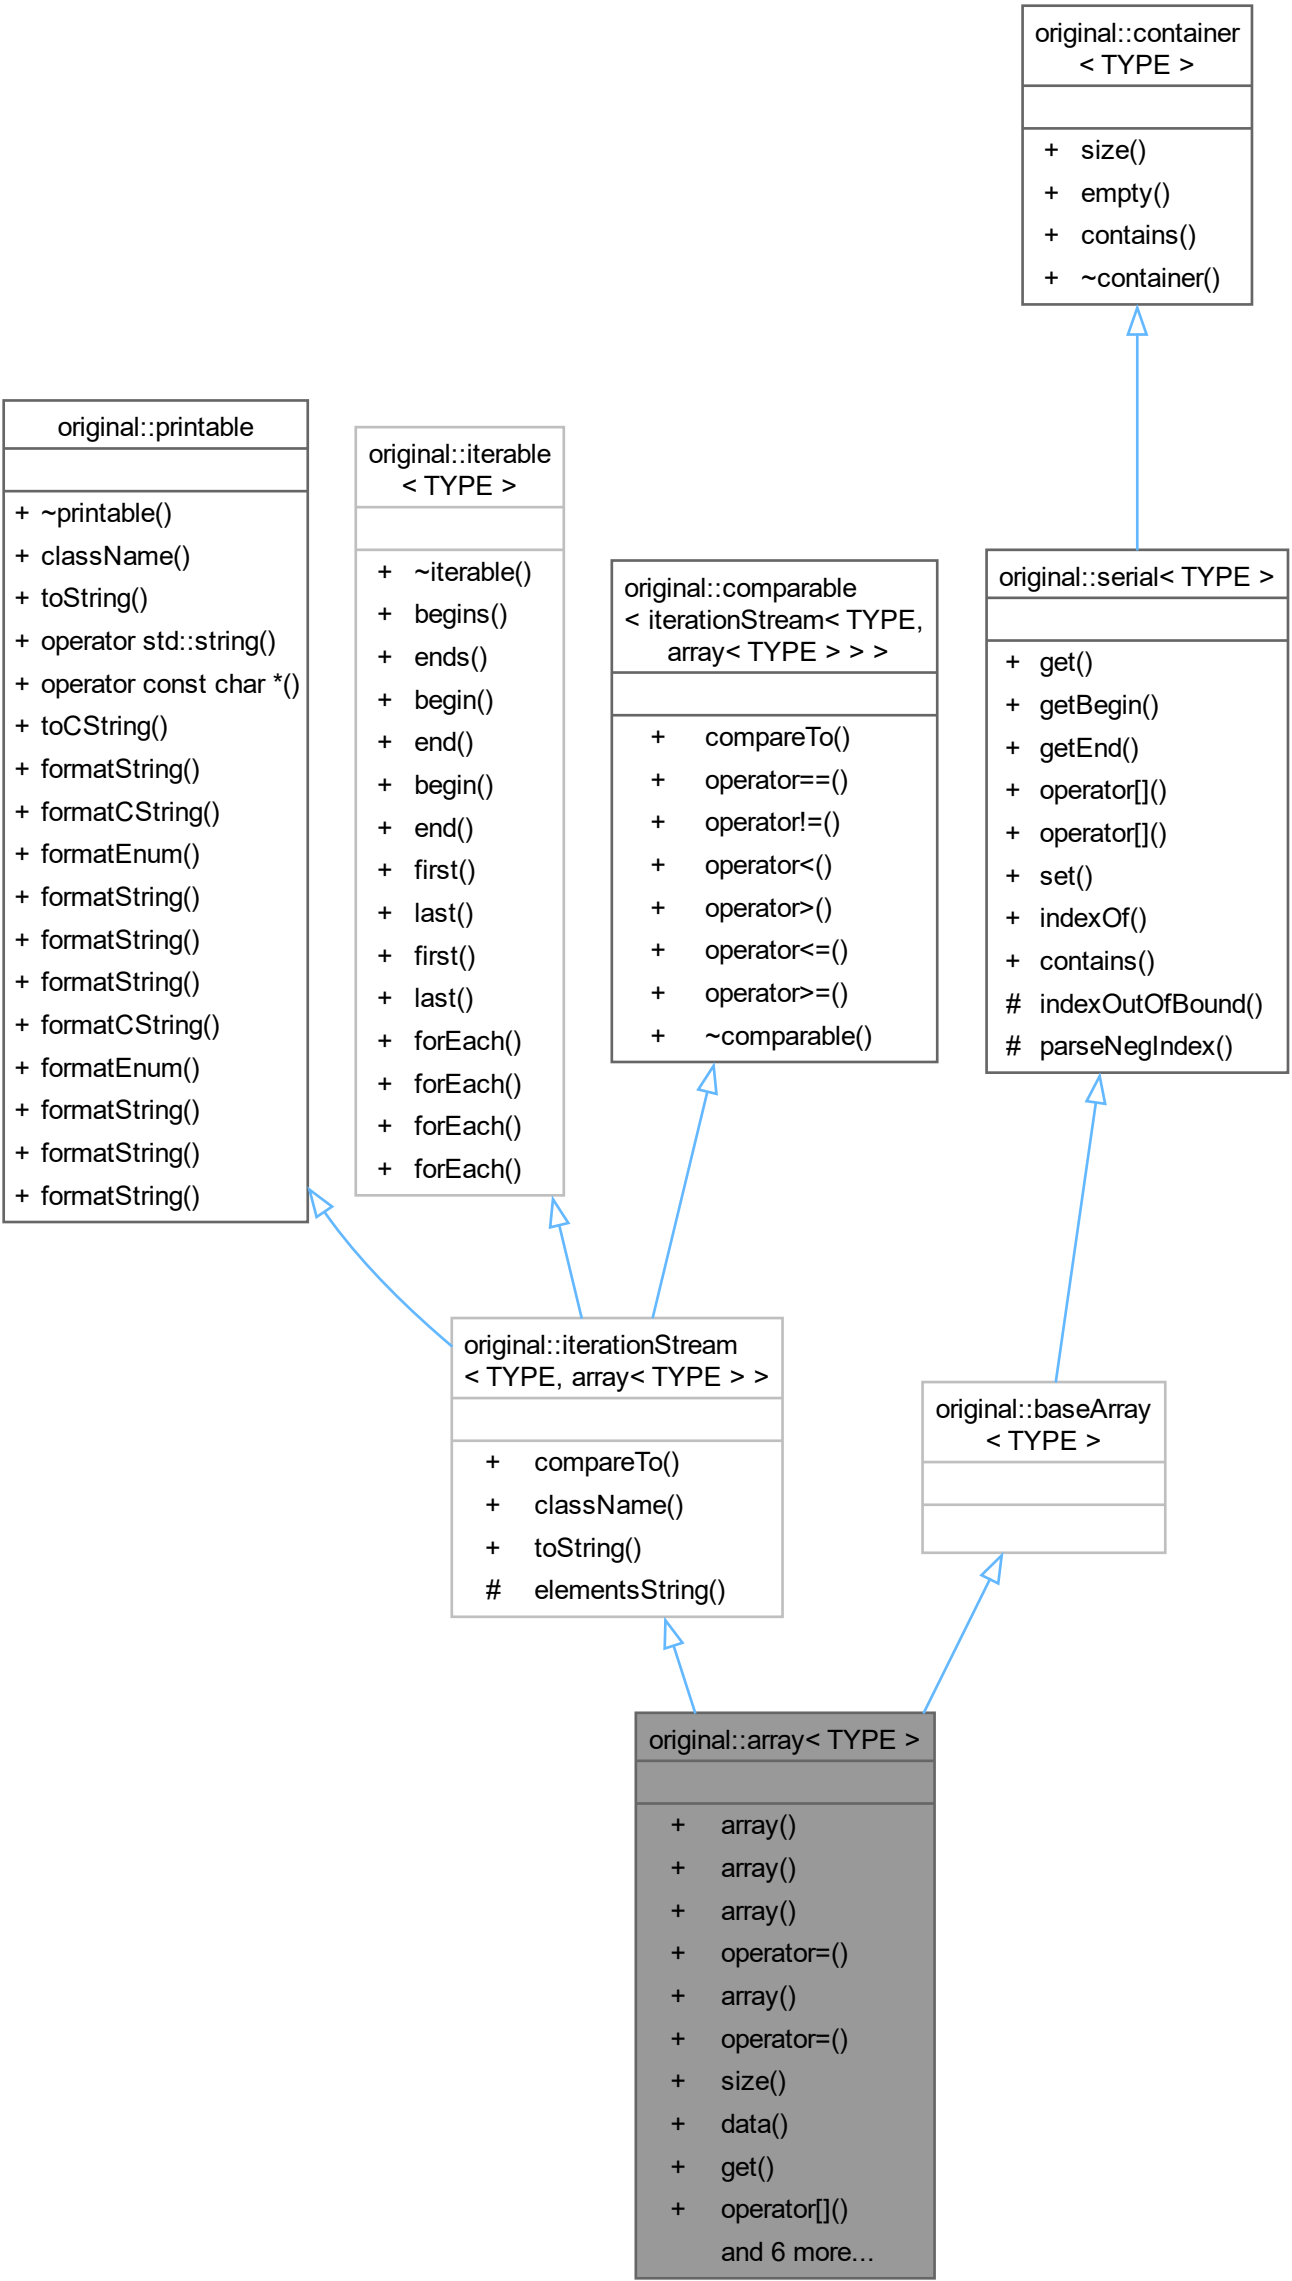 original::container
< TYPE >
+ size()
+ empty()
+ contains()
+ ~container()
original::printable
+ ~printable()
+ className()
+ toString()
+ operator std::string()
+ operator const char *()
+ toCString()
+ formatString()
+ formatCString()
+ formatEnum()
+ formatString()
+ formatString()
+ formatString()
+ formatCString()
+ formatEnum()
+ formatString()
+ formatString()
+ formatString()
original::iterable
< TYPE >
+ ~iterable()
+ begins()
+ ends()
+ begin()
+ end()
+ begin()
+ end()
+ first()
+ last()
+ first()
+ last()
+ forEach()
+ forEach()
+ forEach()
+ forEach()
original::comparable
< iterationStream< TYPE,
array< TYPE > > >
+ compareTo()
+ operator==()
+ operator!=()
+ operator<()
+ operator>()
+ operator<=()
+ operator>=()
+ ~comparable()
original::serial< TYPE >
+ get()
+ getBegin()
+ getEnd()
+ operator[]()
+ operator[]()
+ set()
+ indexOf()
+ contains()
# indexOutOfBound()
# parseNegIndex()
original::iterationStream
< TYPE, array< TYPE > >
+ compareTo()
+ className()
+ toString()
# elementsString()
original::baseArray
< TYPE >
original::array< TYPE >
+ array()
+ array()
+ array()
+ operator=()
+ array()
+ operator=()
+ size()
+ data()
+ get()
+ operator[]()
and 6 more...